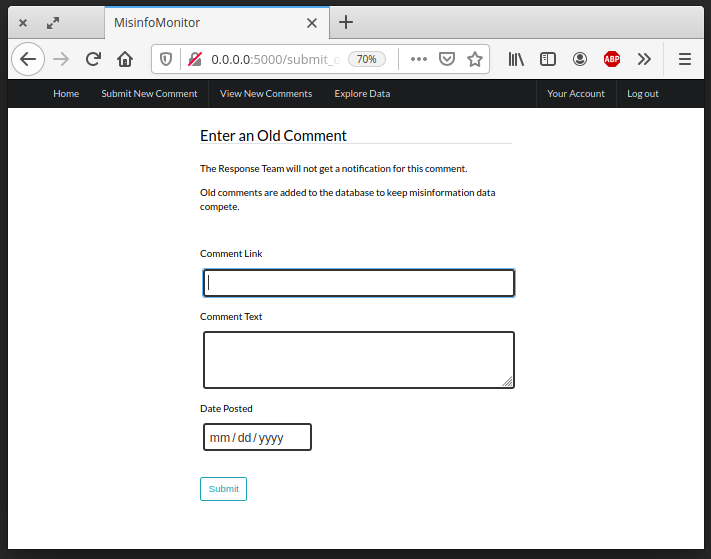 MisinfoMonitor
0.0.0.0:5000/submit_o
70%
ABP
Home Submit New Comment View New Comments Explore Data Your Account Log out
Enter an Old Comment
The Response Team will not get a notification for this comment.
Old comments are added to the database to keep misinformation data
compete.
Comment Link
Comment Text
Date Posted
mm/dd/yyyy
Submit